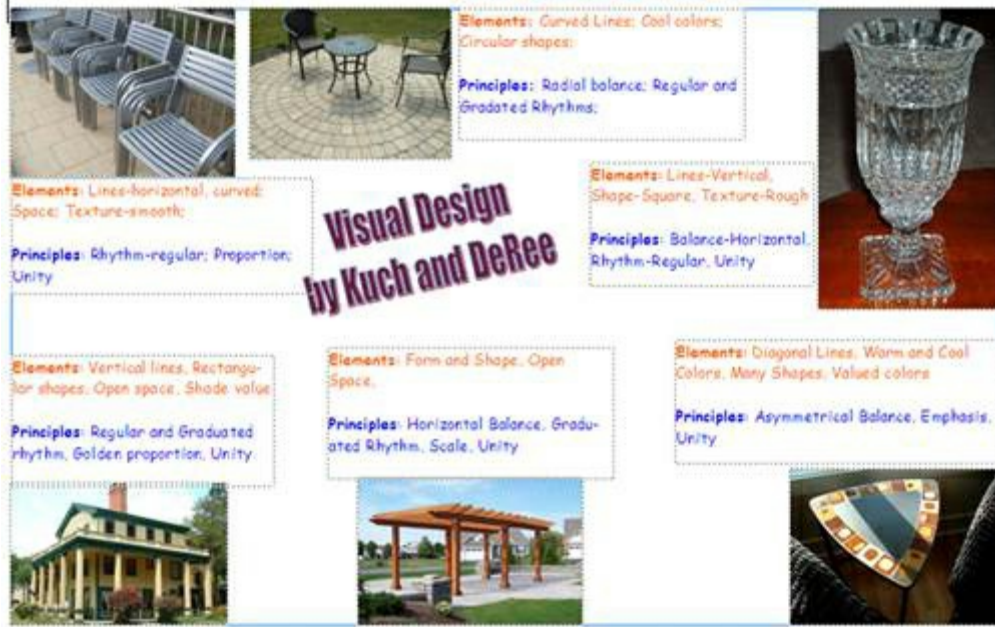 Elements: Curved Lines; Cool colors;
Circular shapes;
Principles: Radial balance; Regular and
Gradated Rhythms;
Elements: Lines-horizontal, curved;
Space; Texture-smooth;
Principles: Rhythm-regular; Proportion;
Unity
Visual Design
by Kuch and DeRee
Elements: Lines-Vertical,
Shape-Square, Texture-Rough
Principles: Balance-Horizontal,
Rhythm-Regular, Unity
Elements: Vertical lines, Rectangu-
lar shapes, Open space, Shade value
Principles: Regular and Graduated
rhythm, Golden proportion, Unity
Elements: Form and Shape, Open
Space,
Principles: Horizontal Balance, Gradu-
ated Rhythm, Scale, Unity
Elements: Diagonal Lines, Warm and Cool
Colors, Many Shapes, Valued colors
Principles: Asymmetrical Balance, Emphasis,
Unity